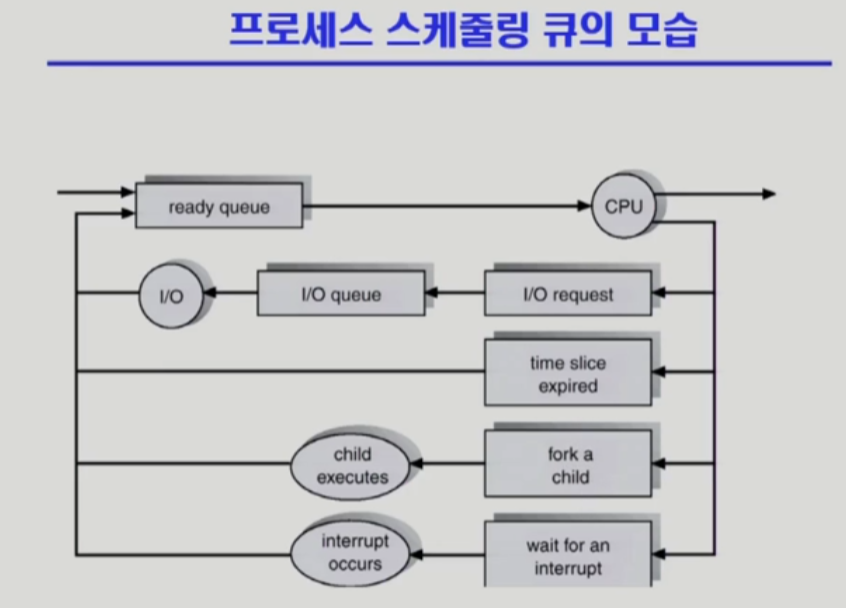 프로세스 스케줄링 큐의 모습
ready queue
CPU
I/O
I/O queue
I/O request
time slice
expired
child
executes
fork a
child
interrupt
occurs
wait for an
interrupt